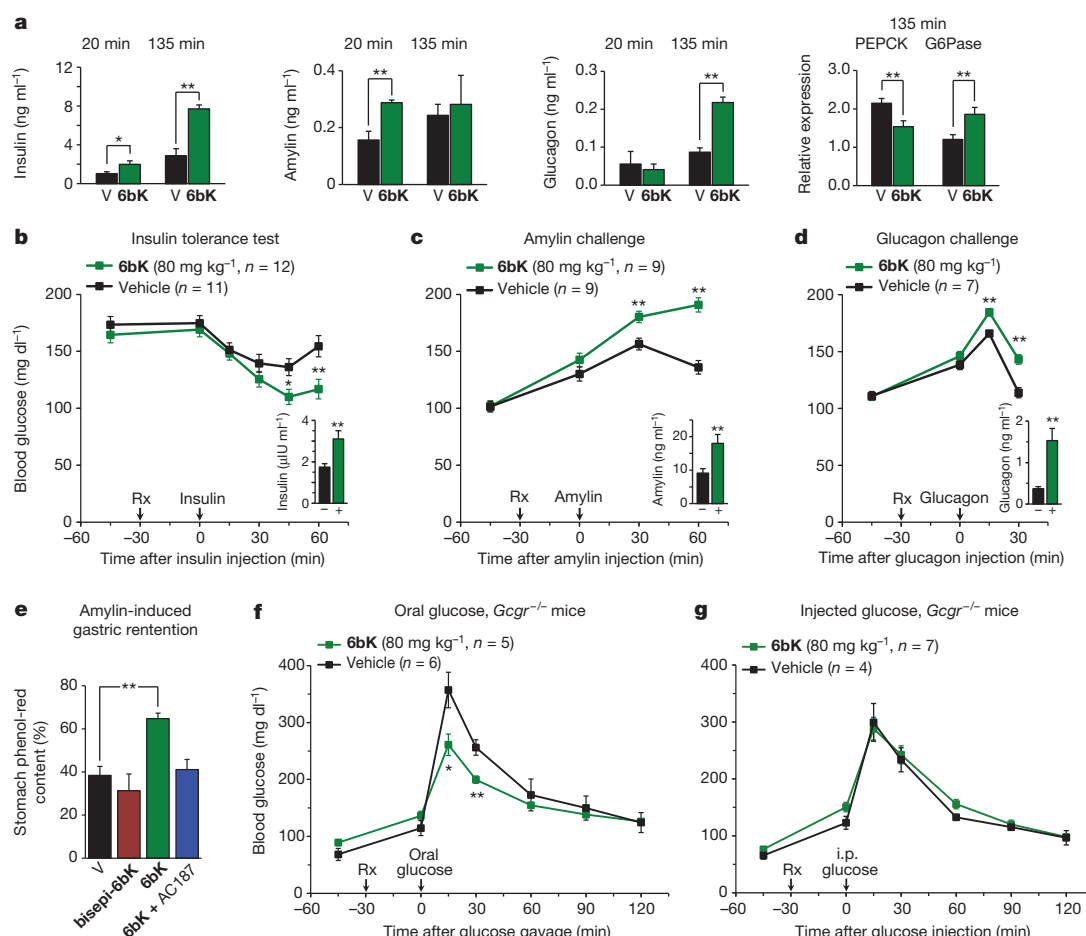 a
20 min 135 min
Insulin (ng ml−1)
12
8
4
0
* **
V 6bK V 6bK
20 min 135 min
Amylin (ng ml−1)
0.4
0.2
0
**
V 6bK V 6bK
20 min 135 min
Glucagon (ng ml−1)
0.3
0.2
0.1
0.0
**
V 6bK V 6bK
135 min
PEPCK G6Pase
Relative expression
3.0
2.0
1.0
0.0
** **
V 6bK V 6bK
b Insulin tolerance test
6bK (80 mg kg−1, n = 12)
Vehicle (n = 11)
Blood glucose (mg dl−1)
200
150
100
50
0
* **
Rx Insulin
Insulin (μIU ml−1)
4
3
2
1
0
**
− +
−60 −30 0 30 60
Time after insulin injection (min)
c Amylin challenge
6bK (80 mg kg−1, n = 9)
Vehicle (n = 9)
200
150
100
50
0
** **
Rx Amylin
Amylin (ng ml−1)
20
10
0
**
− +
−60 −30 0 30 60
Time after amylin injection (min)
d Glucagon challenge
6bK (80 mg kg−1)
Vehicle (n = 7)
200
150
100
50
0
** **
Rx Glucagon
Glucagon (ng ml−1)
2
1
0
**
− +
−60 −30 0 30
Time after glucagon injection (min)
e Amylin-induced
gastric rentention
Stomach phenol-red
content (%)
80
60
40
20
0
**
V
bisepi-6bK
6bK
6bK + AC187
f Oral glucose, Gcgr−/− mice
6bK (80 mg kg−1, n = 5)
Vehicle (n = 6)
Blood glucose (mg dl−1)
400
300
200
100
0
* **
Rx Oral
glucose
−60 −30 0 30 60 90 120
Time after glucose gavage (min)
g Injected glucose, Gcgr−/− mice
6bK (80 mg kg−1, n = 7)
Vehicle (n = 4)
400
300
200
100
0
Rx i.p.
glucose
−60 −30 0 30 60 90 120
Time after glucose injection (min)